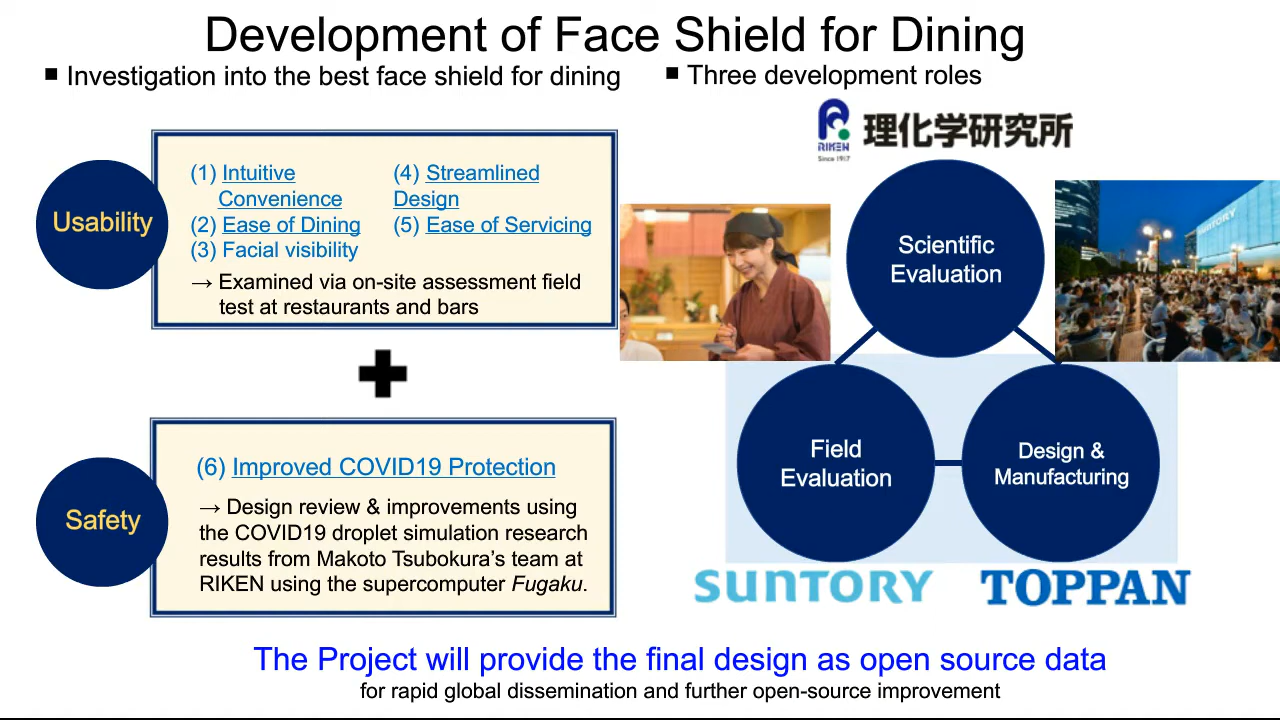 Development of Face Shield for Dining
■ Investigation into the best face shield for dining
Usability
(1) Intuitive
Convenience
(2) Ease of Dining
(3) Facial visibility
(4) Streamlined
Design
(5) Ease of Servicing
→ Examined via on-site assessment field
test at restaurants and bars
Safety
(6) Improved COVID19 Protection
→ Design review & improvements using
the COVID19 droplet simulation research
results from Makoto Tsubokura's team at
RIKEN using the supercomputer Fugaku.
■ Three development roles
RIKEN
Since 1917
理化学研究所
Scientific
Evaluation
SUNTORY
Field
Evaluation
Design &
Manufacturing
SUNTORY
TOPPAN
The Project will provide the final design as open source data
for rapid global dissemination and further open-source improvement